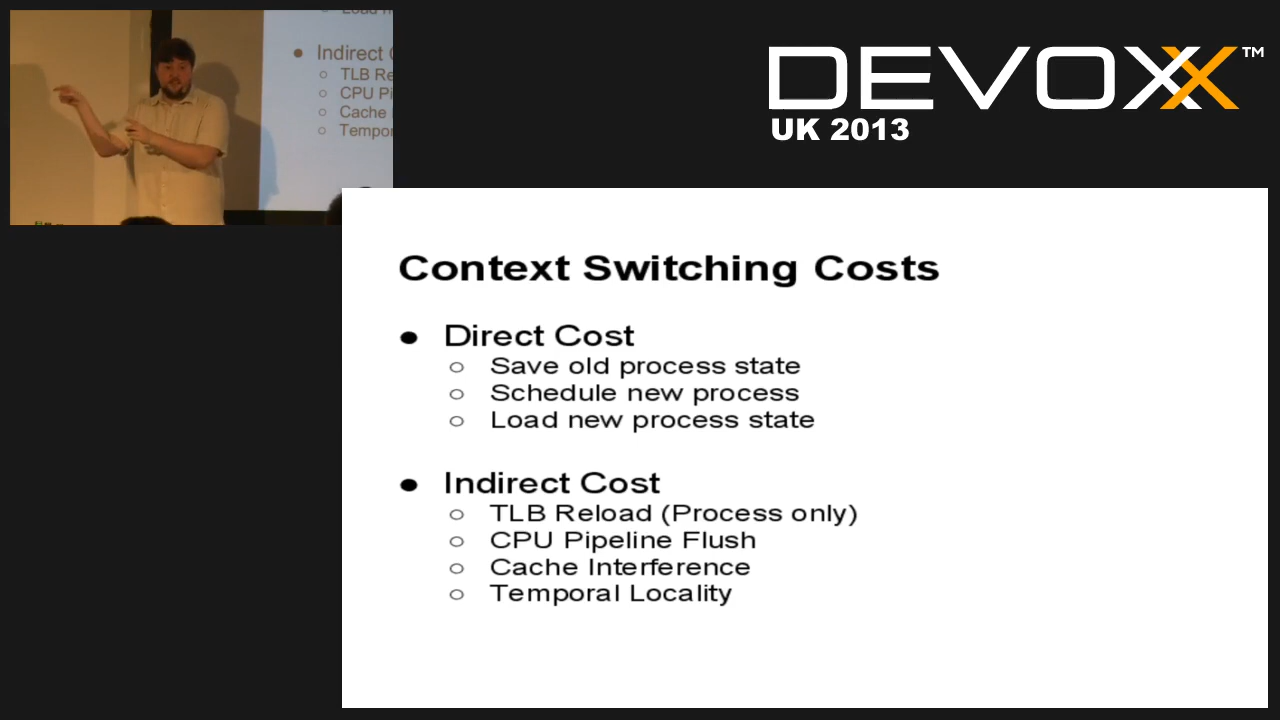 Load
Indirect
TLB Re
CPU Pi
Cache
Tempor
DEVOXX™
UK 2013
Context Switching Costs
● Direct Cost
○ Save old process state
○ Schedule new process
○ Load new process state
● Indirect Cost
○ TLB Reload (Process only)
○ CPU Pipeline Flush
○ Cache Interference
○ Temporal Locality